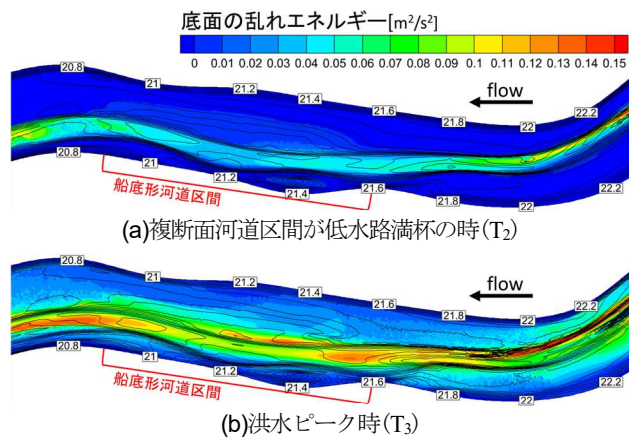 底面の乱れエネルギー[m²/s²]
0 0.01 0.02 0.03 0.04 0.05 0.06 0.07 0.08 0.09 0.1 0.11 0.12 0.13 0.14 0.15
20.8 21 21.2 21.4 21.6 21.8 22 22.2
flow
20.8 21 21.2 21.4 21.6 21.8 22 22.2
船底形河道区間
(a)複断面河道区間が低水路満杯の時(T₂)
20.8 21 21.2 21.4 21.6 21.8 22 22.2
flow
20.8 21 21.2 21.4 21.6 21.8 22 22.2
船底形河道区間
(b)洪水ピーク時(T₃)